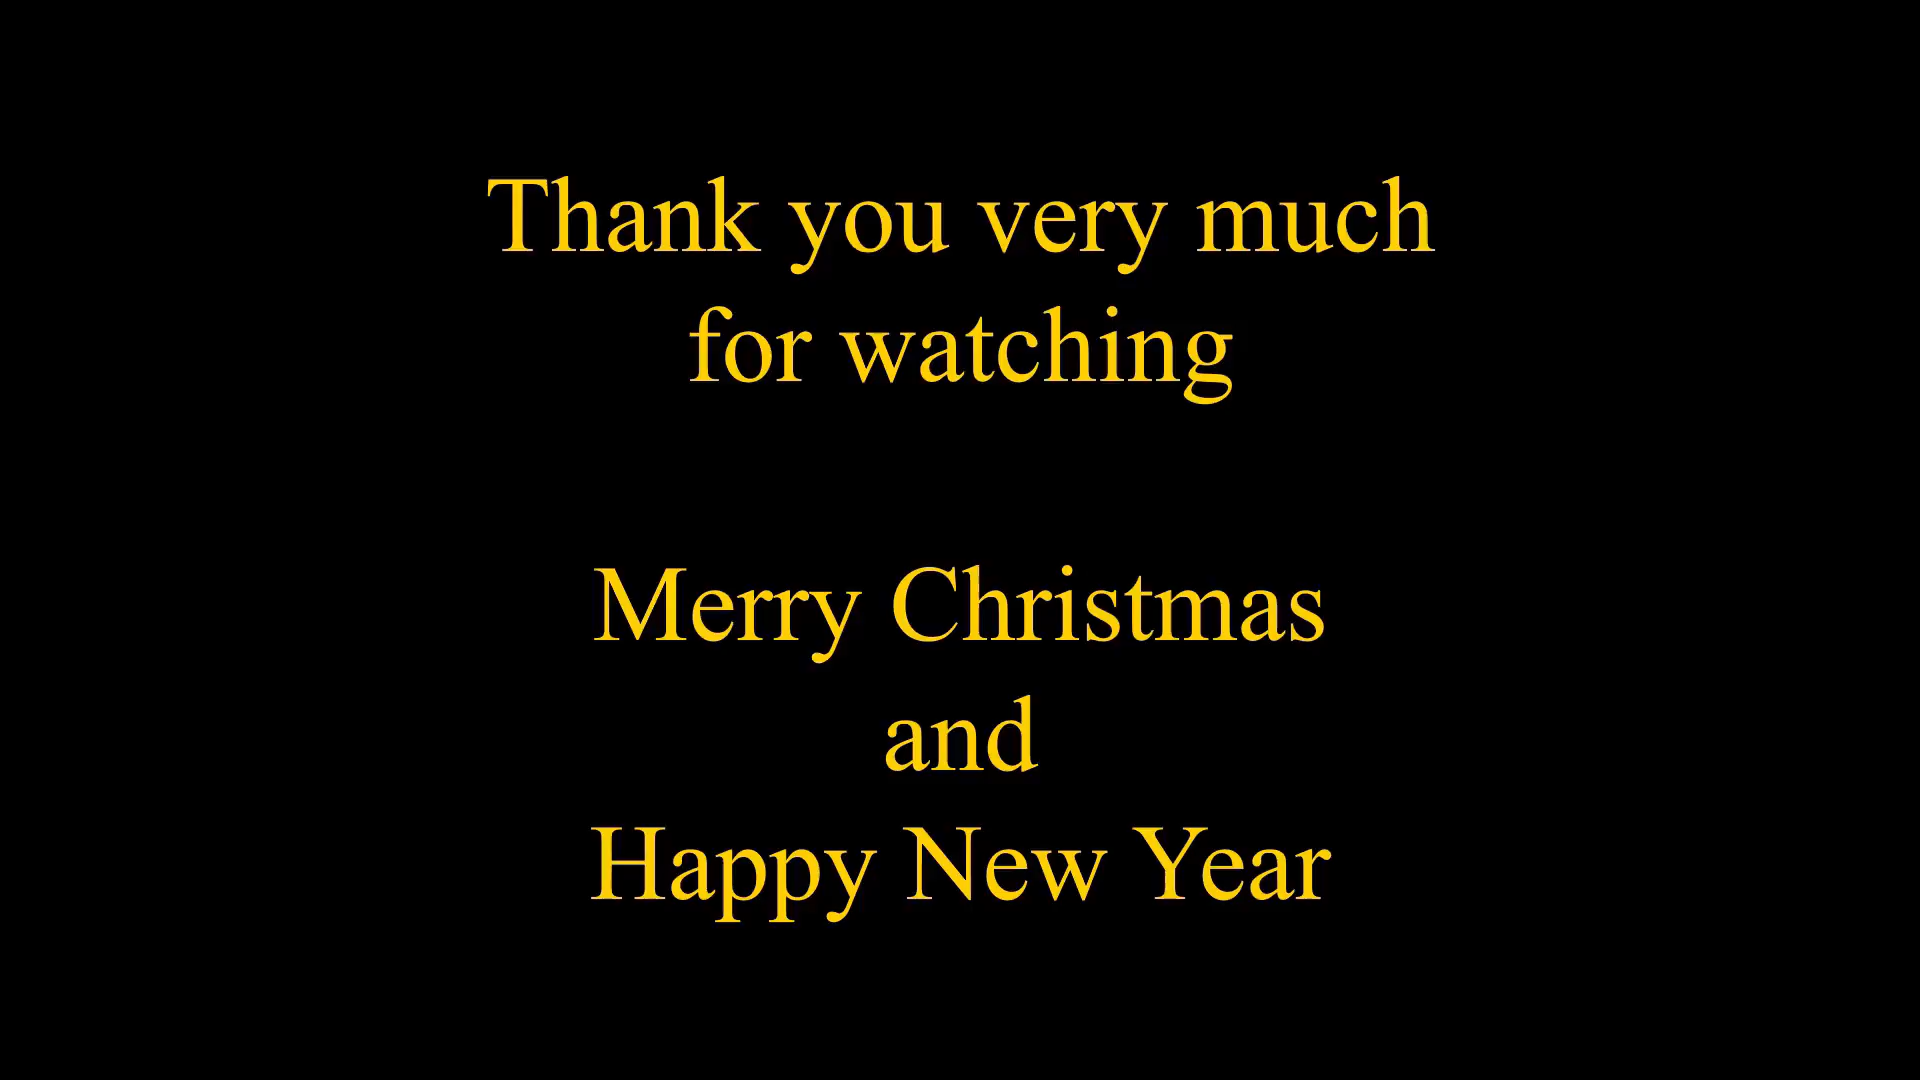 Thank you very much
for watching
Merry Christmas
and
Happy New Year